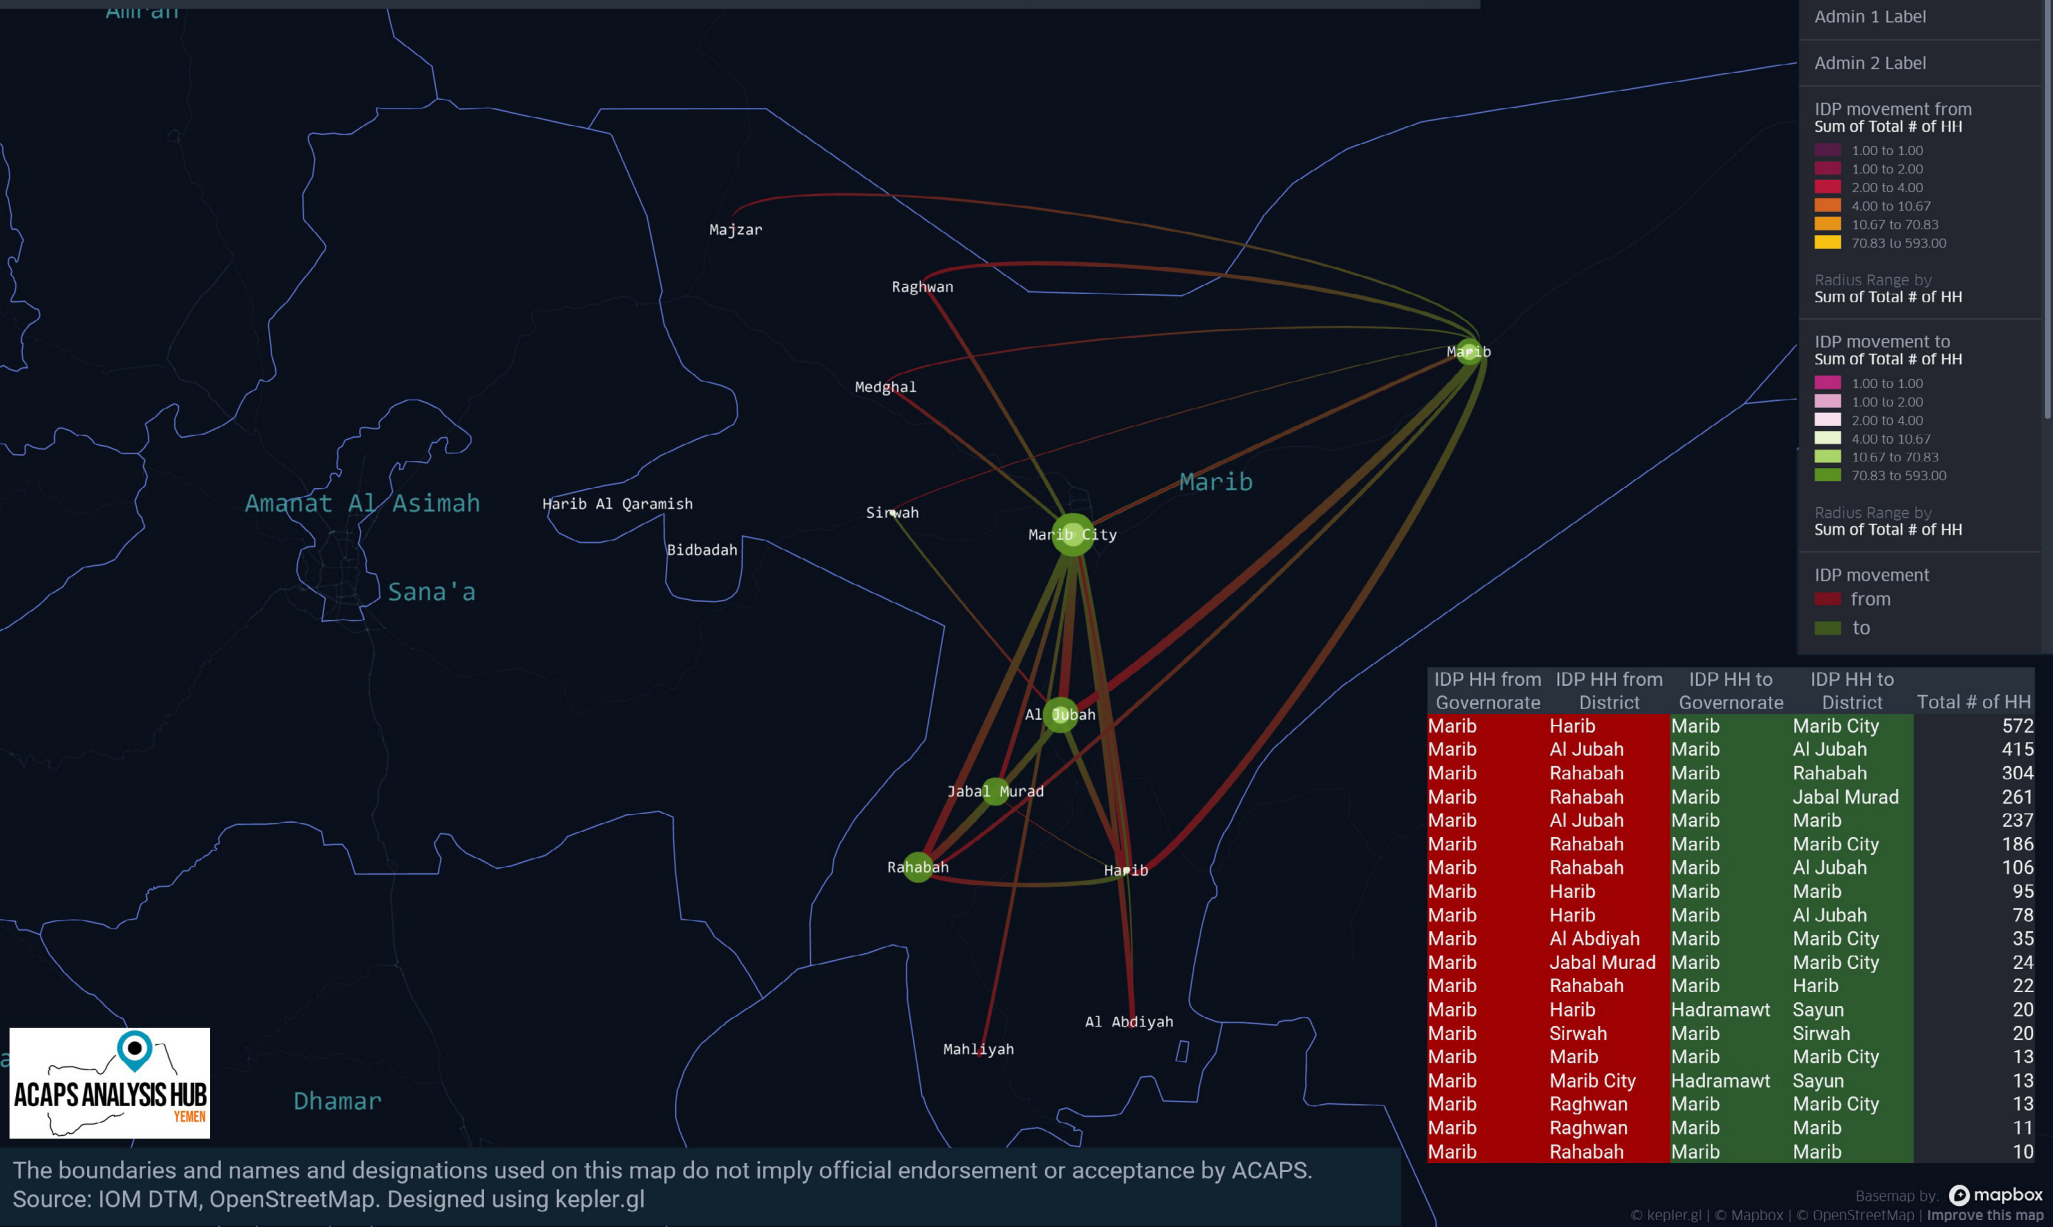 Amran
Majzar
Raghwan
Marib
Medghal
Marib
Amanat Al Asimah
Harib Al Qaramish
Sirwah
Marib City
Bidbadah
Sana'a
Al Jubah
Jabal Murad
Rahabah
Harib
Al Abdiyah
Mahliyah
Dhamar
Admin 1 Label
Admin 2 Label
IDP movement from
Sum of Total # of HH
1.00 to 1.00
1.00 to 2.00
2.00 to 4.00
4.00 to 10.67
10.67 to 70.83
70.83 to 593.00
Radius Range by
Sum of Total # of HH
IDP movement to
Sum of Total # of HH
1.00 to 1.00
1.00 to 2.00
2.00 to 4.00
4.00 to 10.67
10.67 to 70.83
70.83 to 593.00
Radius Range by
Sum of Total # of HH
IDP movement
from
to
IDP HH from IDP HH from IDP HH to IDP HH to
Governorate District Governorate District Total # of HH
Marib Harib Marib Marib City 572
Marib Al Jubah Marib Al Jubah 415
Marib Rahabah Marib Rahabah 304
Marib Rahabah Marib Jabal Murad 261
Marib Al Jubah Marib Marib 237
Marib Rahabah Marib Marib City 186
Marib Rahabah Marib Al Jubah 106
Marib Harib Marib Marib 95
Marib Harib Marib Al Jubah 78
Marib Al Abdiyah Marib Marib City 35
Marib Jabal Murad Marib Marib City 24
Marib Rahabah Marib Harib 22
Marib Harib Hadramawt Sayun 20
Marib Sirwah Marib Sirwah 20
Marib Marib Marib Marib City 13
Marib Marib City Hadramawt Sayun 13
Marib Raghwan Marib Marib City 13
Marib Raghwan Marib Marib 11
Marib Rahabah Marib Marib 10
ACAPS ANALYSIS HUB
YEMEN
The boundaries and names and designations used on this map do not imply official endorsement or acceptance by ACAPS.
Source: IOM DTM, OpenStreetMap. Designed using kepler.gl
Basemap by: mapbox
© kepler.gl | © Mapbox | © OpenStreetMap | Improve this map